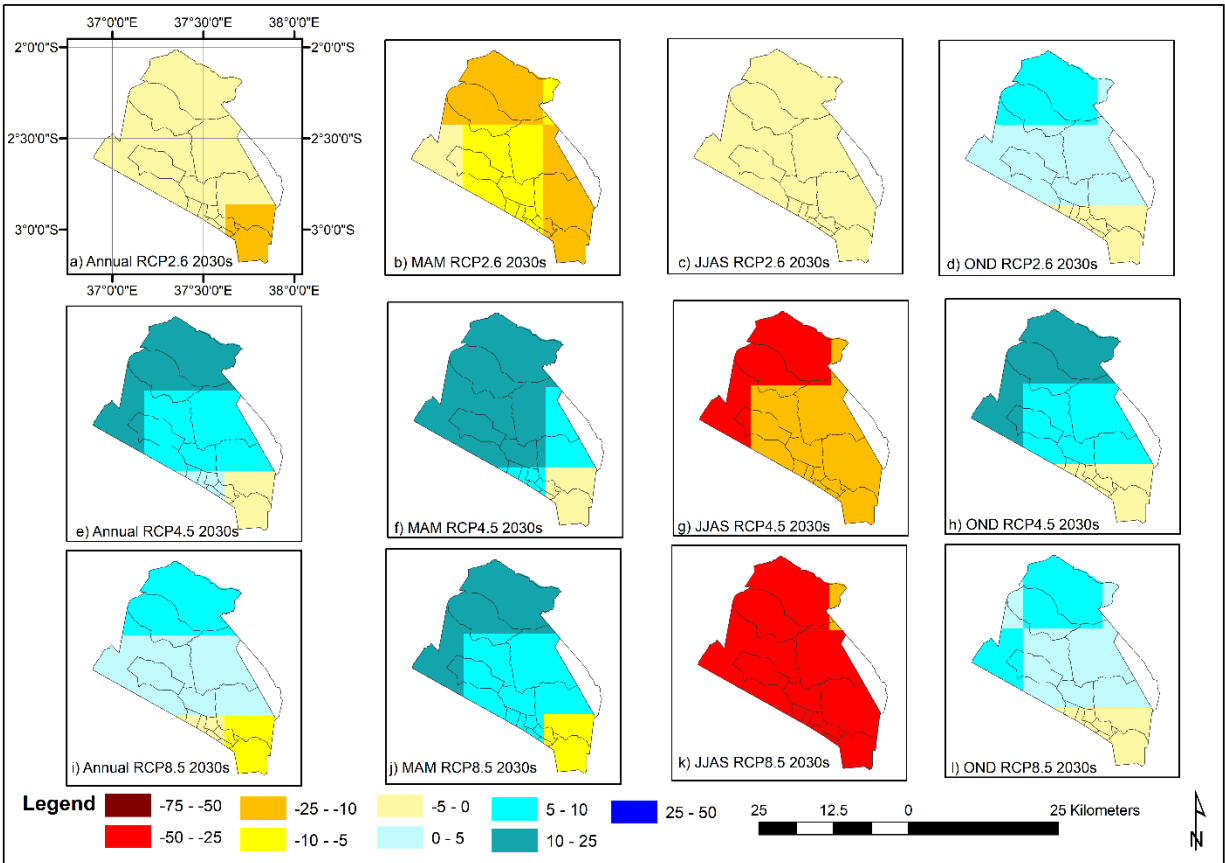 37°0'0"E 37°30'0"E 38°0'0"E
2°0'0"S 2°0'0"S
2°30'0"S 2°30'0"S
3°0'0"S 3°0'0"S
a) Annual RCP2.6 2030s
b) MAM RCP2.6 2030s
c) JJAS RCP2.6 2030s
d) OND RCP2.6 2030s
37°0'0"E 37°30'0"E 38°0'0"E
e) Annual RCP4.5 2030s
f) MAM RCP4.5 2030s
g) JJAS RCP4.5 2030s
h) OND RCP4.5 2030s
i) Annual RCP8.5 2030s
j) MAM RCP8.5 2030s
k) JJAS RCP8.5 2030s
l) OND RCP8.5 2030s
Legend
-75 - -50
-50 - -25
-25 - -10
-10 - -5
-5 - 0
0 - 5
5 - 10
10 - 25
25 - 50
25 12.5 0 25 Kilometers
N